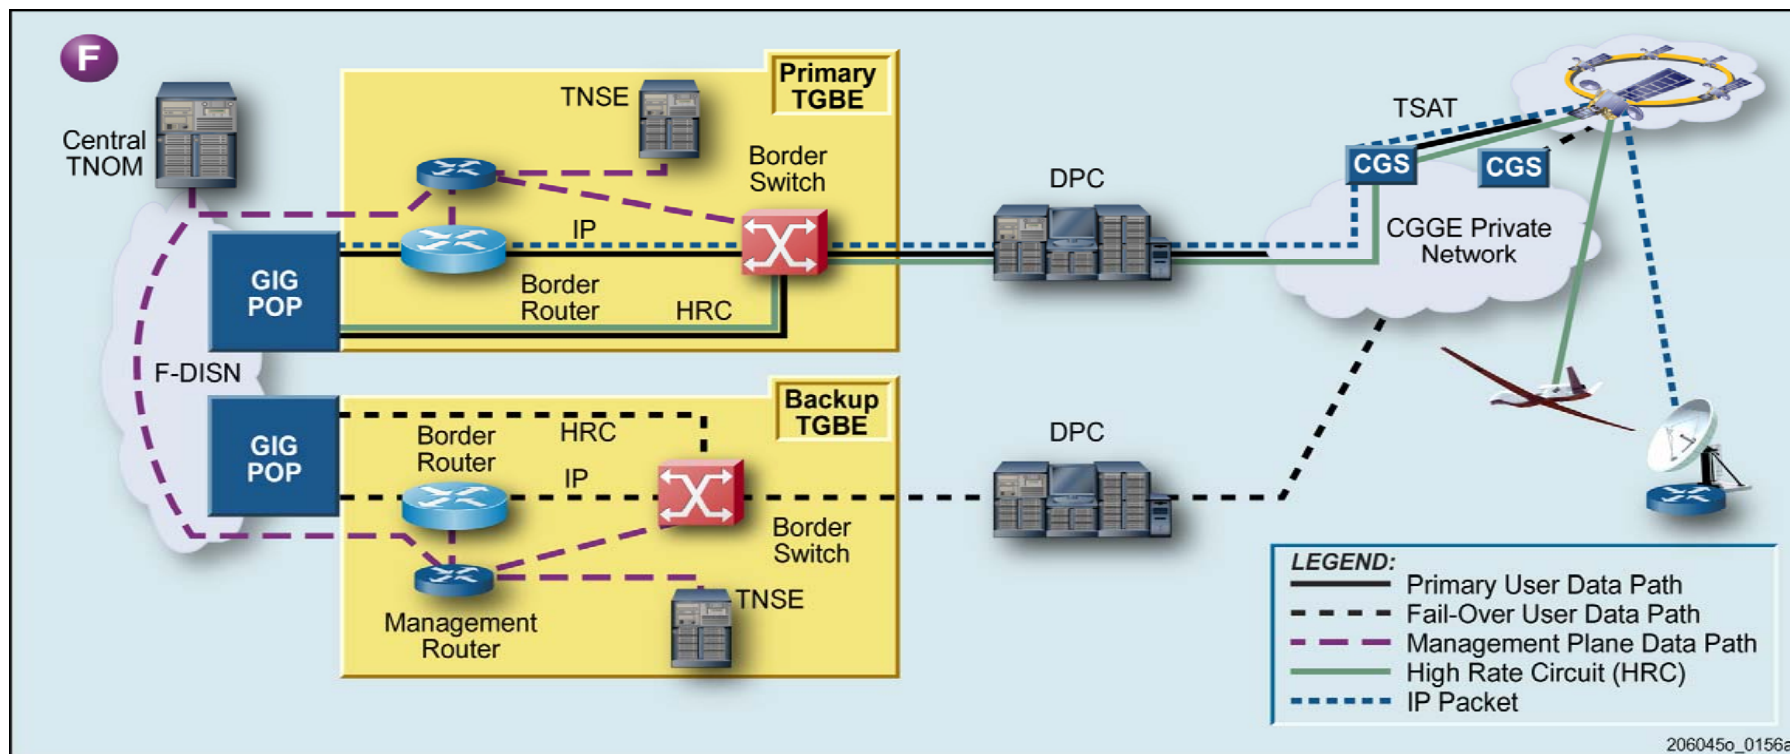 F
Central
TNOM
TNSE
Primary
TGBE
Border
Switch
IP
Border
Router
HRC
GIG
POP
DPC
TSAT
CGS
CGS
CGGE Private
Network
F-DISN
GIG
POP
Backup
TGBE
HRC
Border
Router
IP
Border
Switch
TNSE
Management
Router
DPC
LEGEND:
Primary User Data Path
Fail-Over User Data Path
Management Plane Data Path
High Rate Circuit (HRC)
IP Packet
206045o_0156a